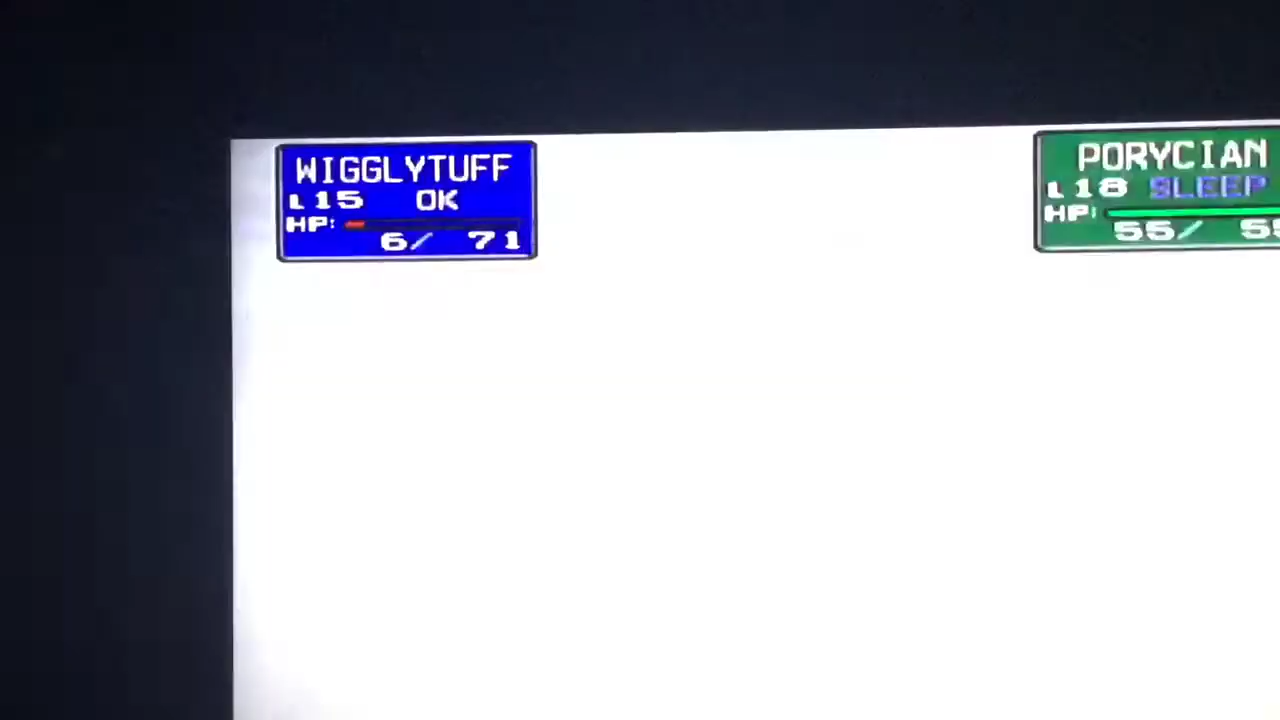 WIGGLYTUFF
L15 OK
HP:
6/ 71
PORYCIAN
L18 SLEEP
HP:
55/